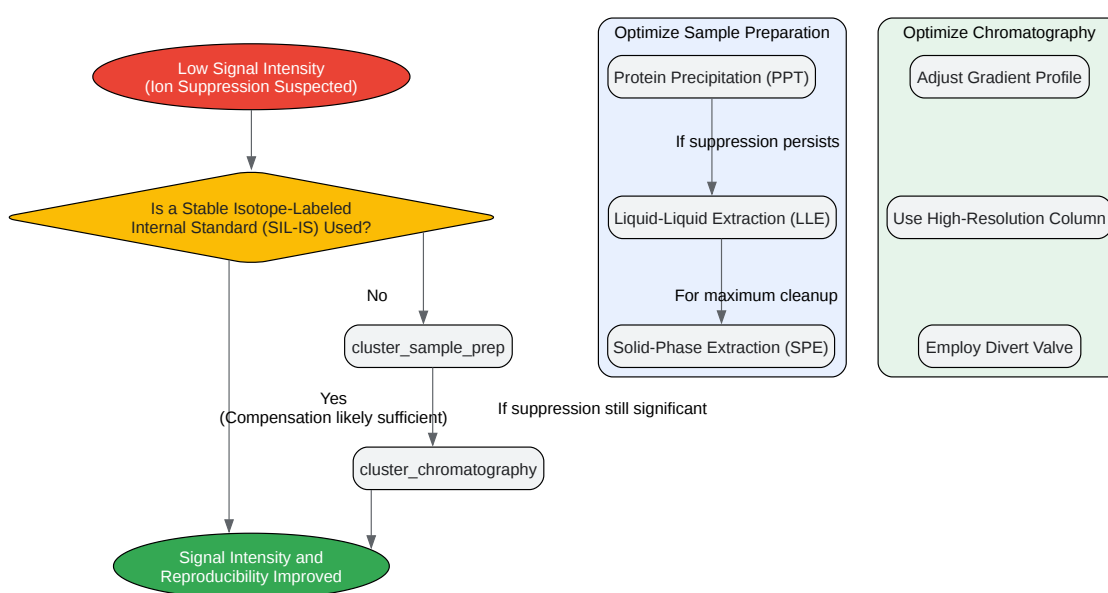 Low Signal Intensity
(Ion Suppression Suspected)
Is a Stable Isotope-Labeled
Internal Standard (SIL-IS) Used?
No
cluster_sample_prep
Yes
(Compensation likely sufficient)
If suppression still significant
cluster_chromatography
Signal Intensity and
Reproducibility Improved
Optimize Sample Preparation
Protein Precipitation (PPT)
If suppression persists
Liquid-Liquid Extraction (LLE)
For maximum cleanup
Solid-Phase Extraction (SPE)
Optimize Chromatography
Adjust Gradient Profile
Use High-Resolution Column
Employ Divert Valve